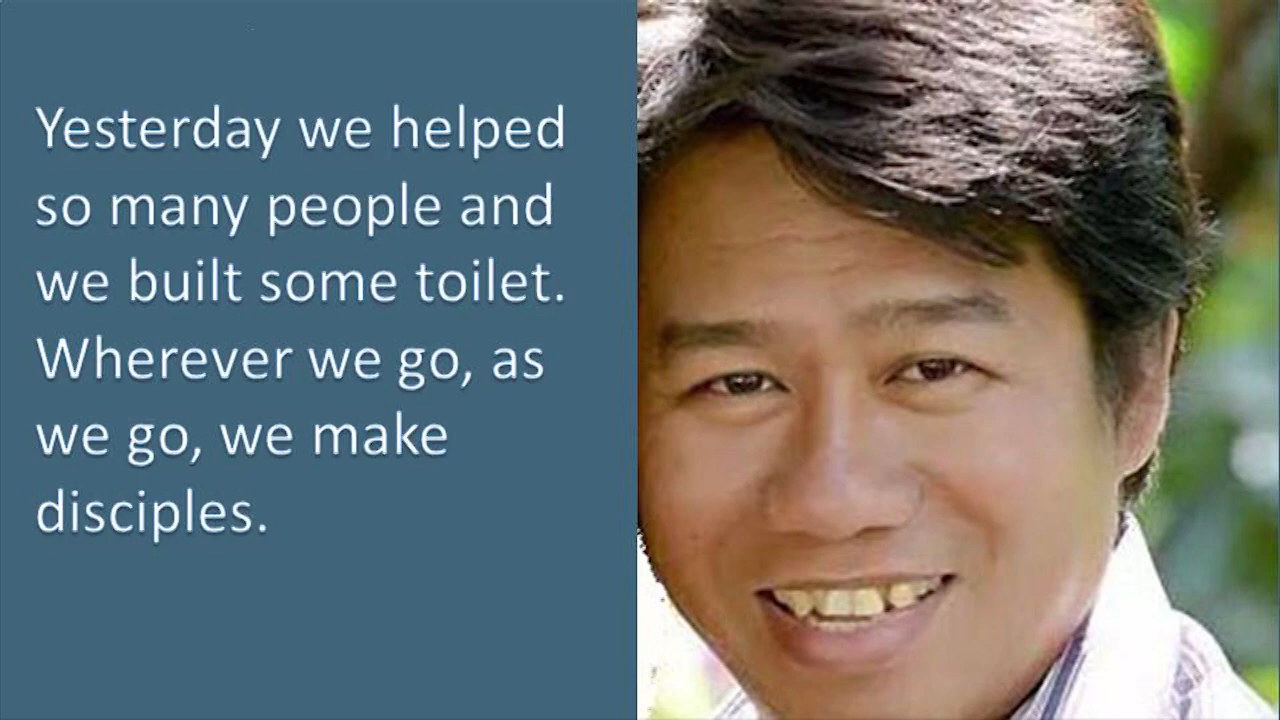 Yesterday we helped
so many people and
we built some toilet.
Wherever we go, as
we go, we make
disciples.